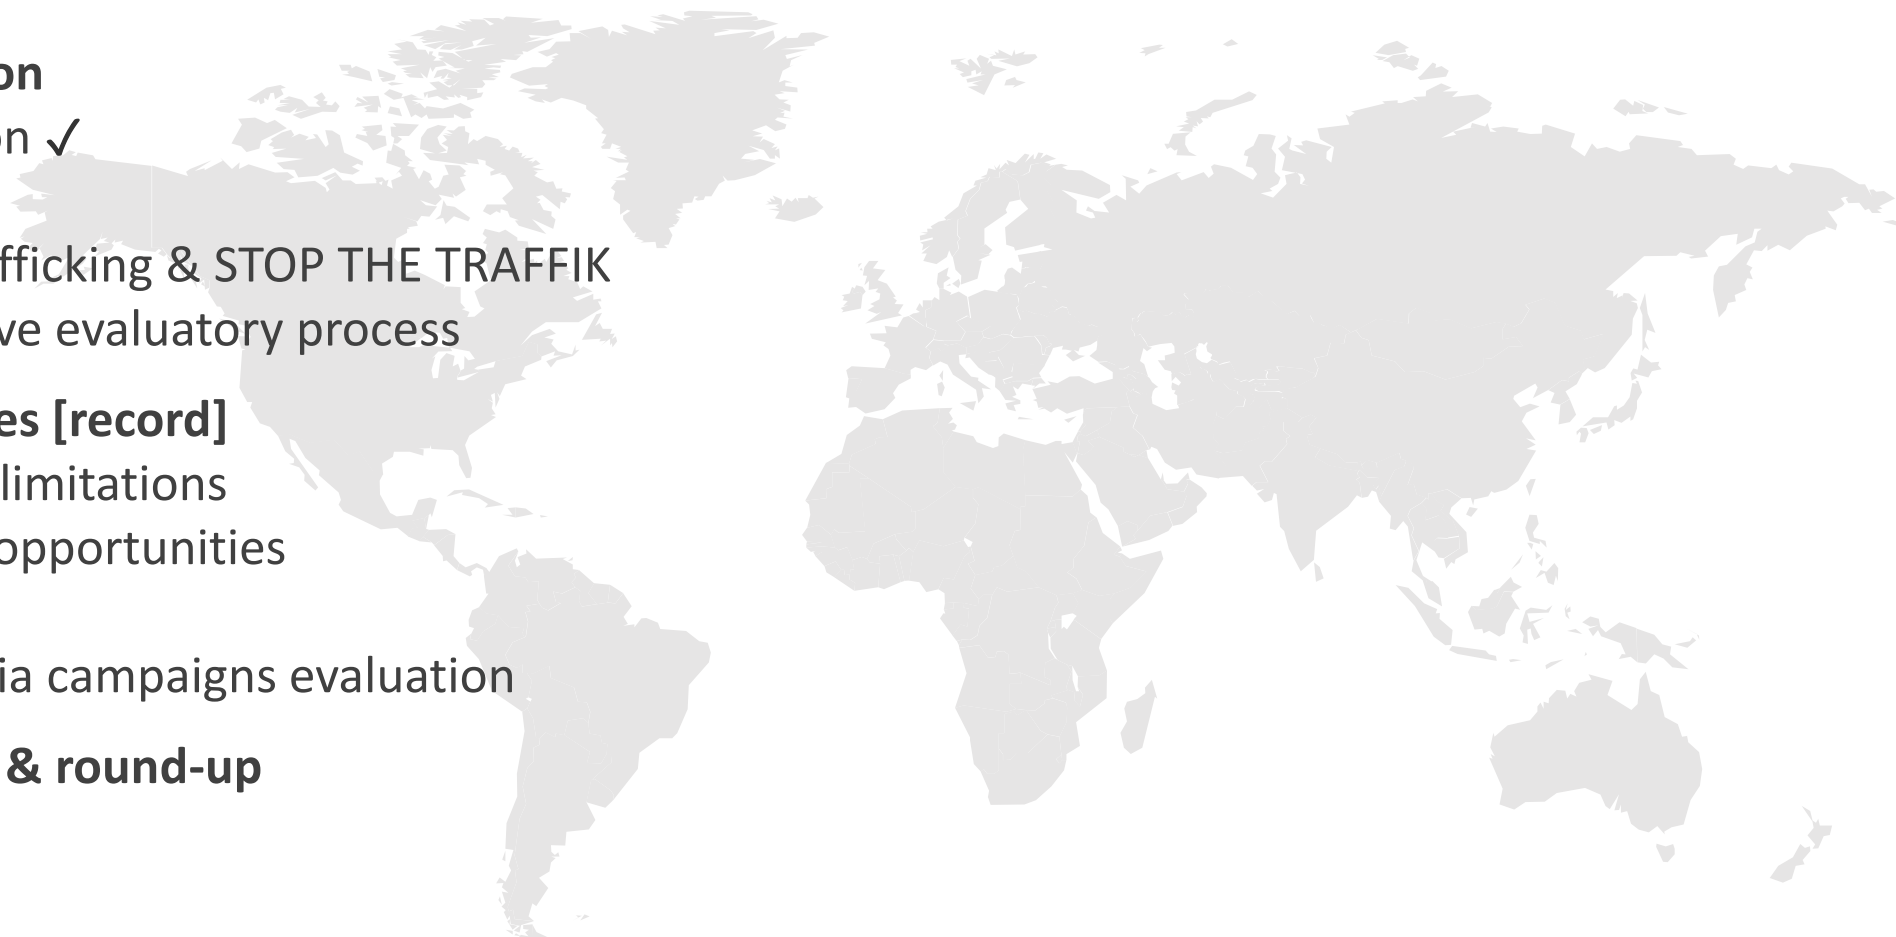 on
on ✓
fficking & STOP THE TRAFFIK
ve evaluatory process
es [record]
limitations
opportunities
ia campaigns evaluation
& round-up